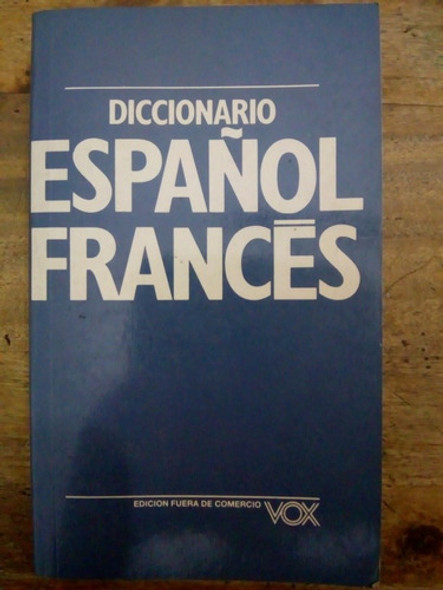 DICCIONARIO
ESPAÑOL
FRANCÉS
EDICION FUERA DE COMERCIO VOX